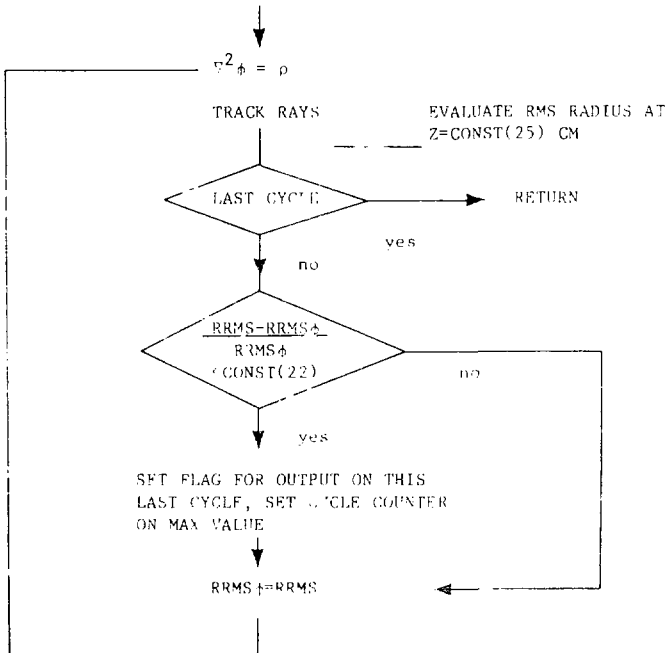 ∇²ϕ = ρ
TRACK RAYS
EVALUATE RMS RADIUS AT
Z=CONST(25) CM
LAST CYCLE
RETURN
yes
no
RRMS-RRMSϕ
RRMSϕ
<CONST(22)
no
yes
SET FLAG FOR OUTPUT ON THIS
LAST CYCLE, SET CYCLE COUNTER
ON MAX VALUE
RRMSϕ=RRMS